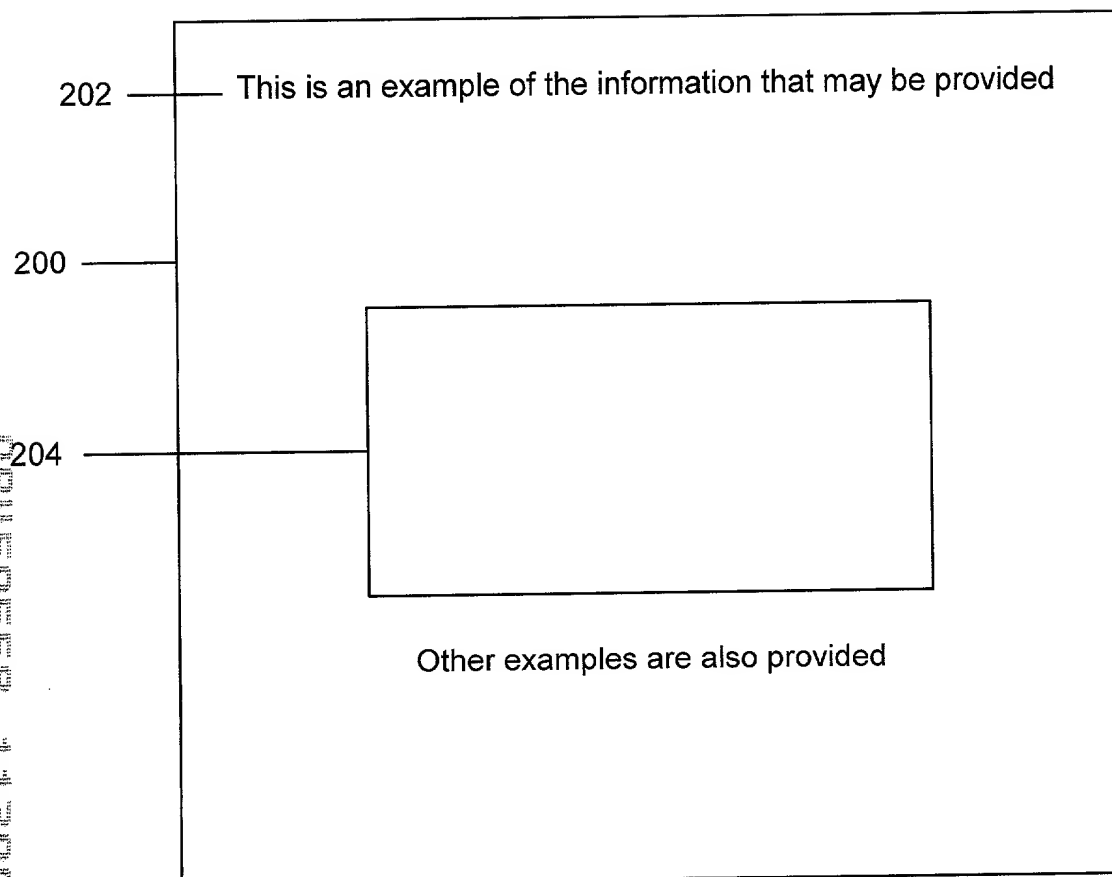 202 This is an example of the information that may be provided
200
204
Other examples are also provided